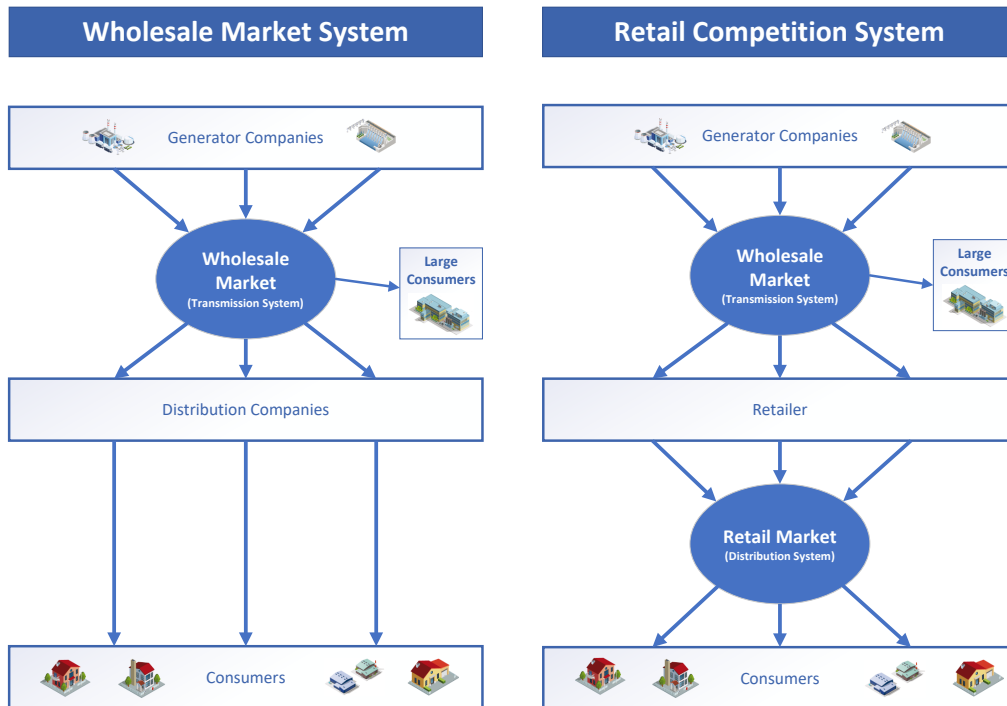 Wholesale Market System
Generator Companies
Wholesale
Market
(Transmission System)
Large
Consumers
Distribution Companies
Consumers
Retail Competition System
Generator Companies
Wholesale
Market
(Transmission System)
Large
Consumers
Retailer
Retail Market
(Distribution System)
Consumers